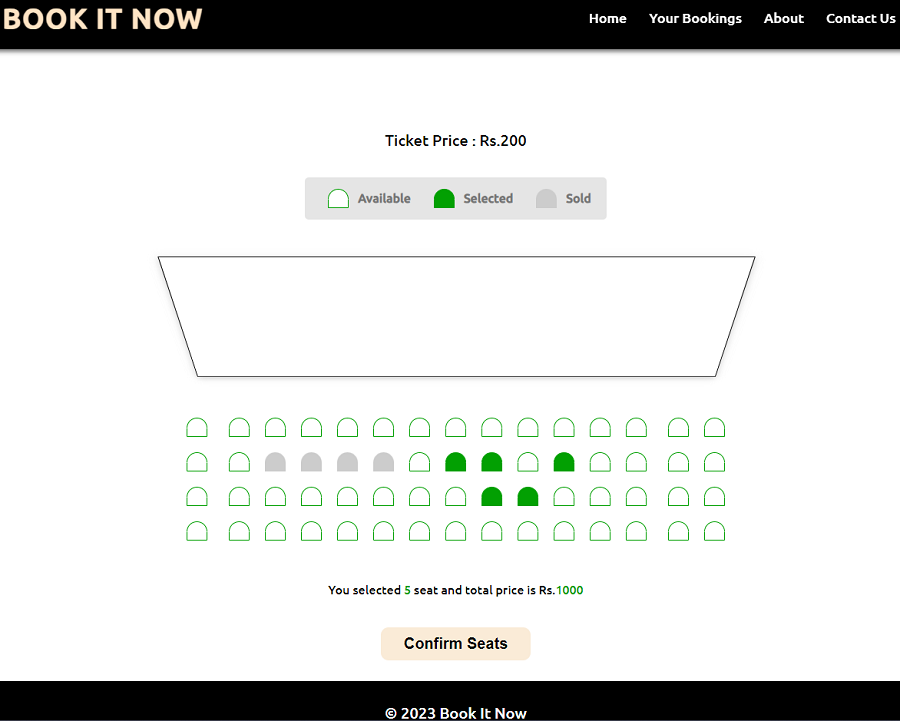 BOOK IT NOW Home Your Bookings About Contact Us
Ticket Price : Rs.200
Available Selected Sold
You selected 5 seat and total price is Rs.1000
Confirm Seats
© 2023 Book It Now